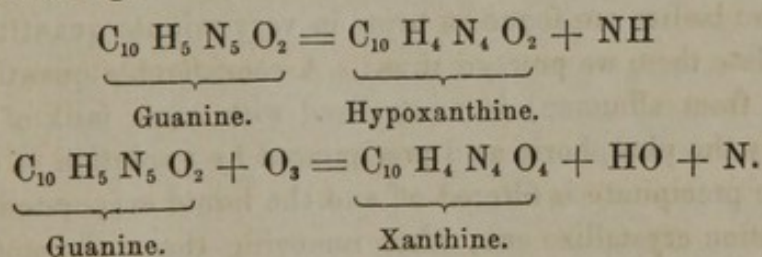 C₁₀ H₅ N₅ O₂ = C₁₀ H₄ N₄ O₂ + NH
Guanine. Hypoxanthine.
C₁₀ H₅ N₅ O₂ + O₃ = C₁₀ H₄ N₄ O₄ + HO + N.
Guanine. Xanthine.